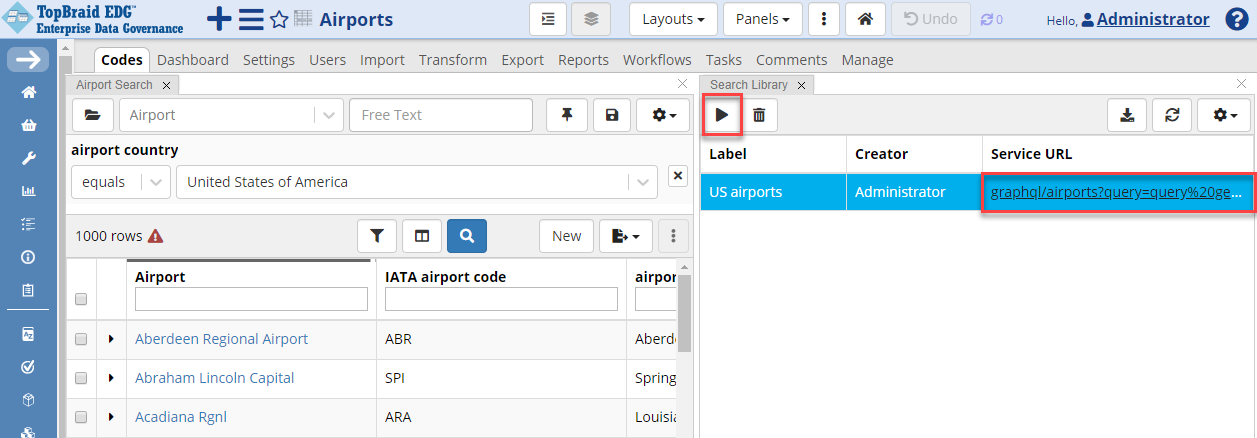 TopBraid EDG™
Enterprise Data Governance
Airports
Layouts
Panels
Undo
0
Hello, Administrator
?
Codes Dashboard Settings Users Import Transform Export Reports Workflows Tasks Comments Manage
Airport Search
Airport
Free Text
airport country
equals
United States of America
1000 rows
New
Airport
IATA airport code
airpor
Aberdeen Regional Airport
ABR
Aberd
Abraham Lincoln Capital
SPI
Spring
Acadiana Rgnl
ARA
Louisia
Search Library
Label
Creator
Service URL
US airports
Administrator
graphql/airports?query=query%20ge...